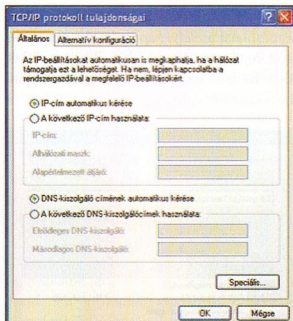 TCP/IP protokoll tulajdonságai
Általános
Alternatív konfiguráció
Az IP-beállításokat automatikusan is megkaphatja, ha a hálózat
támogatja ezt a lehetőséget. Ha nem, lépjen kapcsolatba a
rendszergazdával a megfelelő IP-beállításokért.
IP-cím automatikus kérése
A következő IP-cím használata:
IP-cím:
Alhálózati maszk:
Alapértelmezett átjáró:
DNS-kiszolgáló címének automatikus kérése
A következő DNS-kiszolgálócímek használata:
Elsődleges DNS-kiszolgáló:
Másodlagos DNS-kiszolgáló:
Speciális...
OK
Mégse